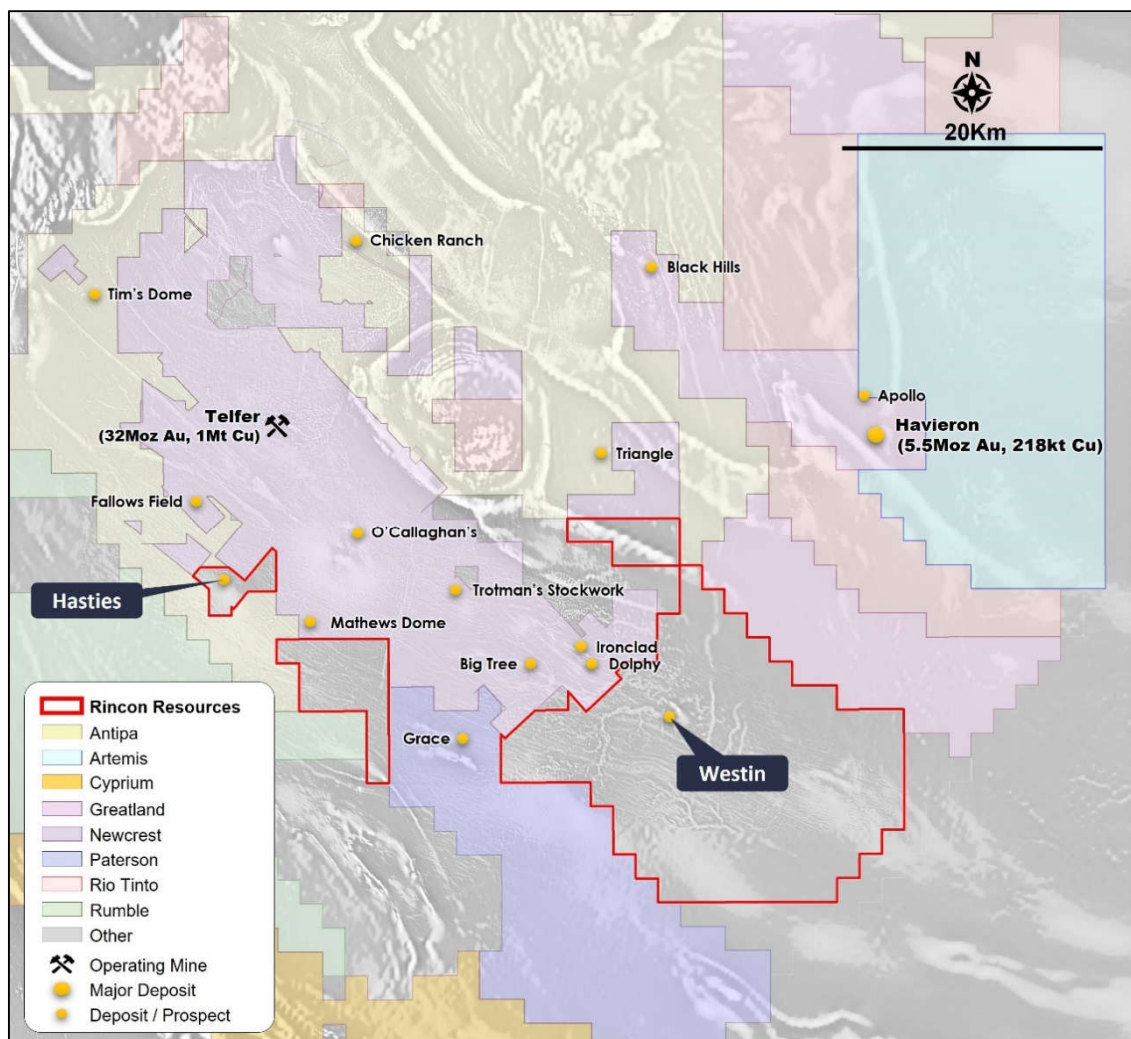 N
20Km
Chicken Ranch
Black Hills
Tim's Dome
Apollo
Telfer
(32Moz Au, 1Mt Cu)
Havieron
(5.5Moz Au, 218kt Cu)
Triangle
Fallows Field
O'Callaghan's
Hasties
Trotman's Stockwork
Mathews Dome
Ironclad
Big Tree
Dolphy
Grace
Westin
Rincon Resources
Antipa
Artemis
Cyprium
Greatland
Newcrest
Paterson
Rio Tinto
Rumble
Other
Operating Mine
Major Deposit
Deposit / Prospect